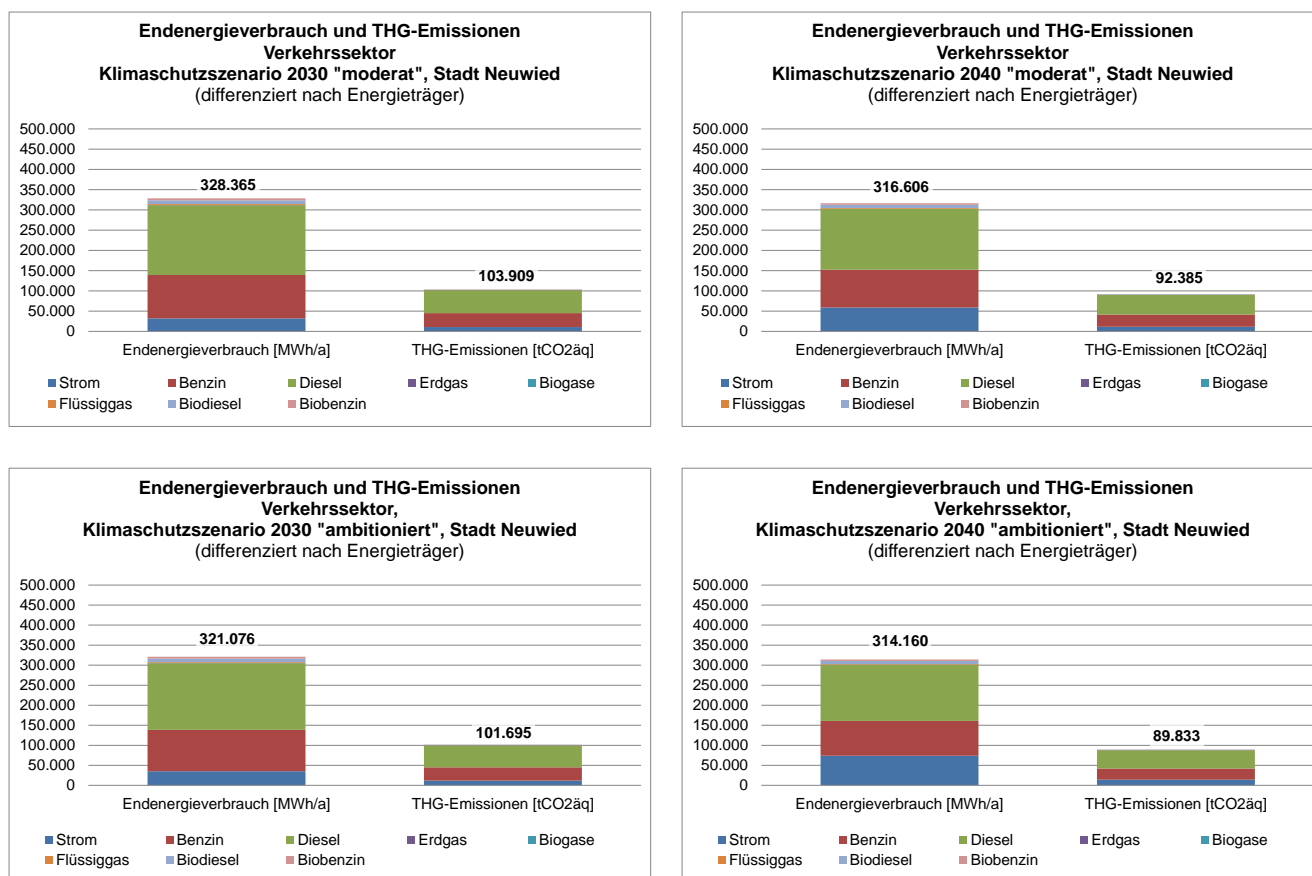 Endenergieverbrauch und THG-Emissionen
Verkehrssektor
Klimaschutzszenario 2030 "moderat", Stadt Neuwied
(differenziert nach Energieträger)
500.000
450.000
400.000
350.000
300.000
250.000
200.000
150.000
100.000
50.000
0
328.365
103.909
Endenergieverbrauch [MWh/a] THG-Emissionen [tCO2äq]
Strom Benzin Diesel Erdgas Biogase
Flüssiggas Biodiesel Biobenzin
Endenergieverbrauch und THG-Emissionen
Verkehrssektor
Klimaschutzszenario 2040 "moderat", Stadt Neuwied
(differenziert nach Energieträger)
500.000
450.000
400.000
350.000
300.000
250.000
200.000
150.000
100.000
50.000
0
316.606
92.385
Endenergieverbrauch [MWh/a] THG-Emissionen [tCO2äq]
Strom Benzin Diesel Erdgas Biogase
Flüssiggas Biodiesel Biobenzin
Endenergieverbrauch und THG-Emissionen
Verkehrssektor,
Klimaschutzszenario 2030 "ambitioniert", Stadt Neuwied
(differenziert nach Energieträger)
500.000
450.000
400.000
350.000
300.000
250.000
200.000
150.000
100.000
50.000
0
321.076
101.695
Endenergieverbrauch [MWh/a] THG-Emissionen [tCO2äq]
Strom Benzin Diesel Erdgas Biogase
Flüssiggas Biodiesel Biobenzin
Endenergieverbrauch und THG-Emissionen
Verkehrssektor,
Klimaschutzszenario 2040 "ambitioniert", Stadt Neuwied
(differenziert nach Energieträger)
500.000
450.000
400.000
350.000
300.000
250.000
200.000
150.000
100.000
50.000
0
314.160
89.833
Endenergieverbrauch [MWh/a] THG-Emissionen [tCO2äq]
Strom Benzin Diesel Erdgas Biogase
Flüssiggas Biodiesel Biobenzin